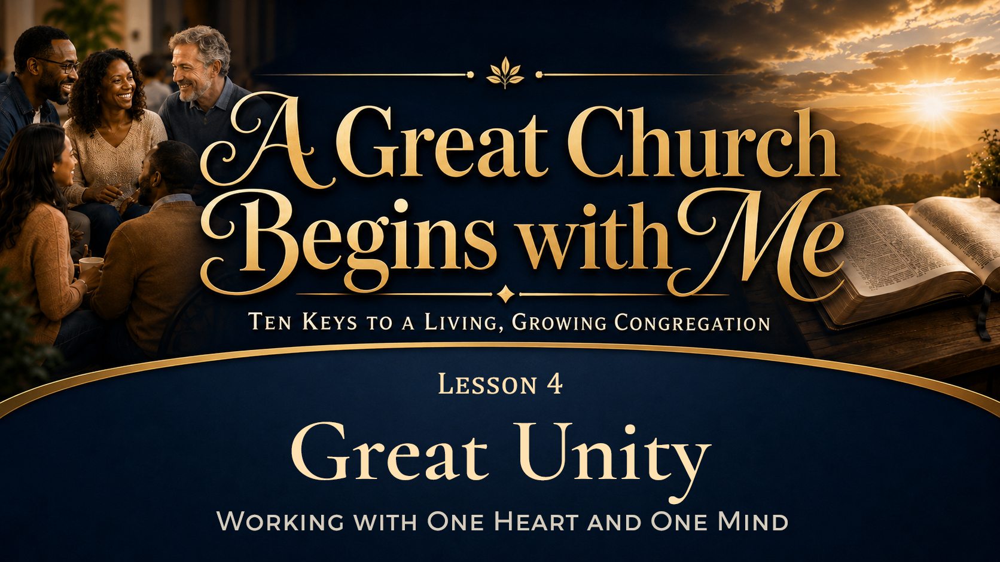 A Great Church
Begins with Me
Ten Keys to a Living, Growing Congregation
Lesson 4
Great Unity
Working with One Heart and One Mind